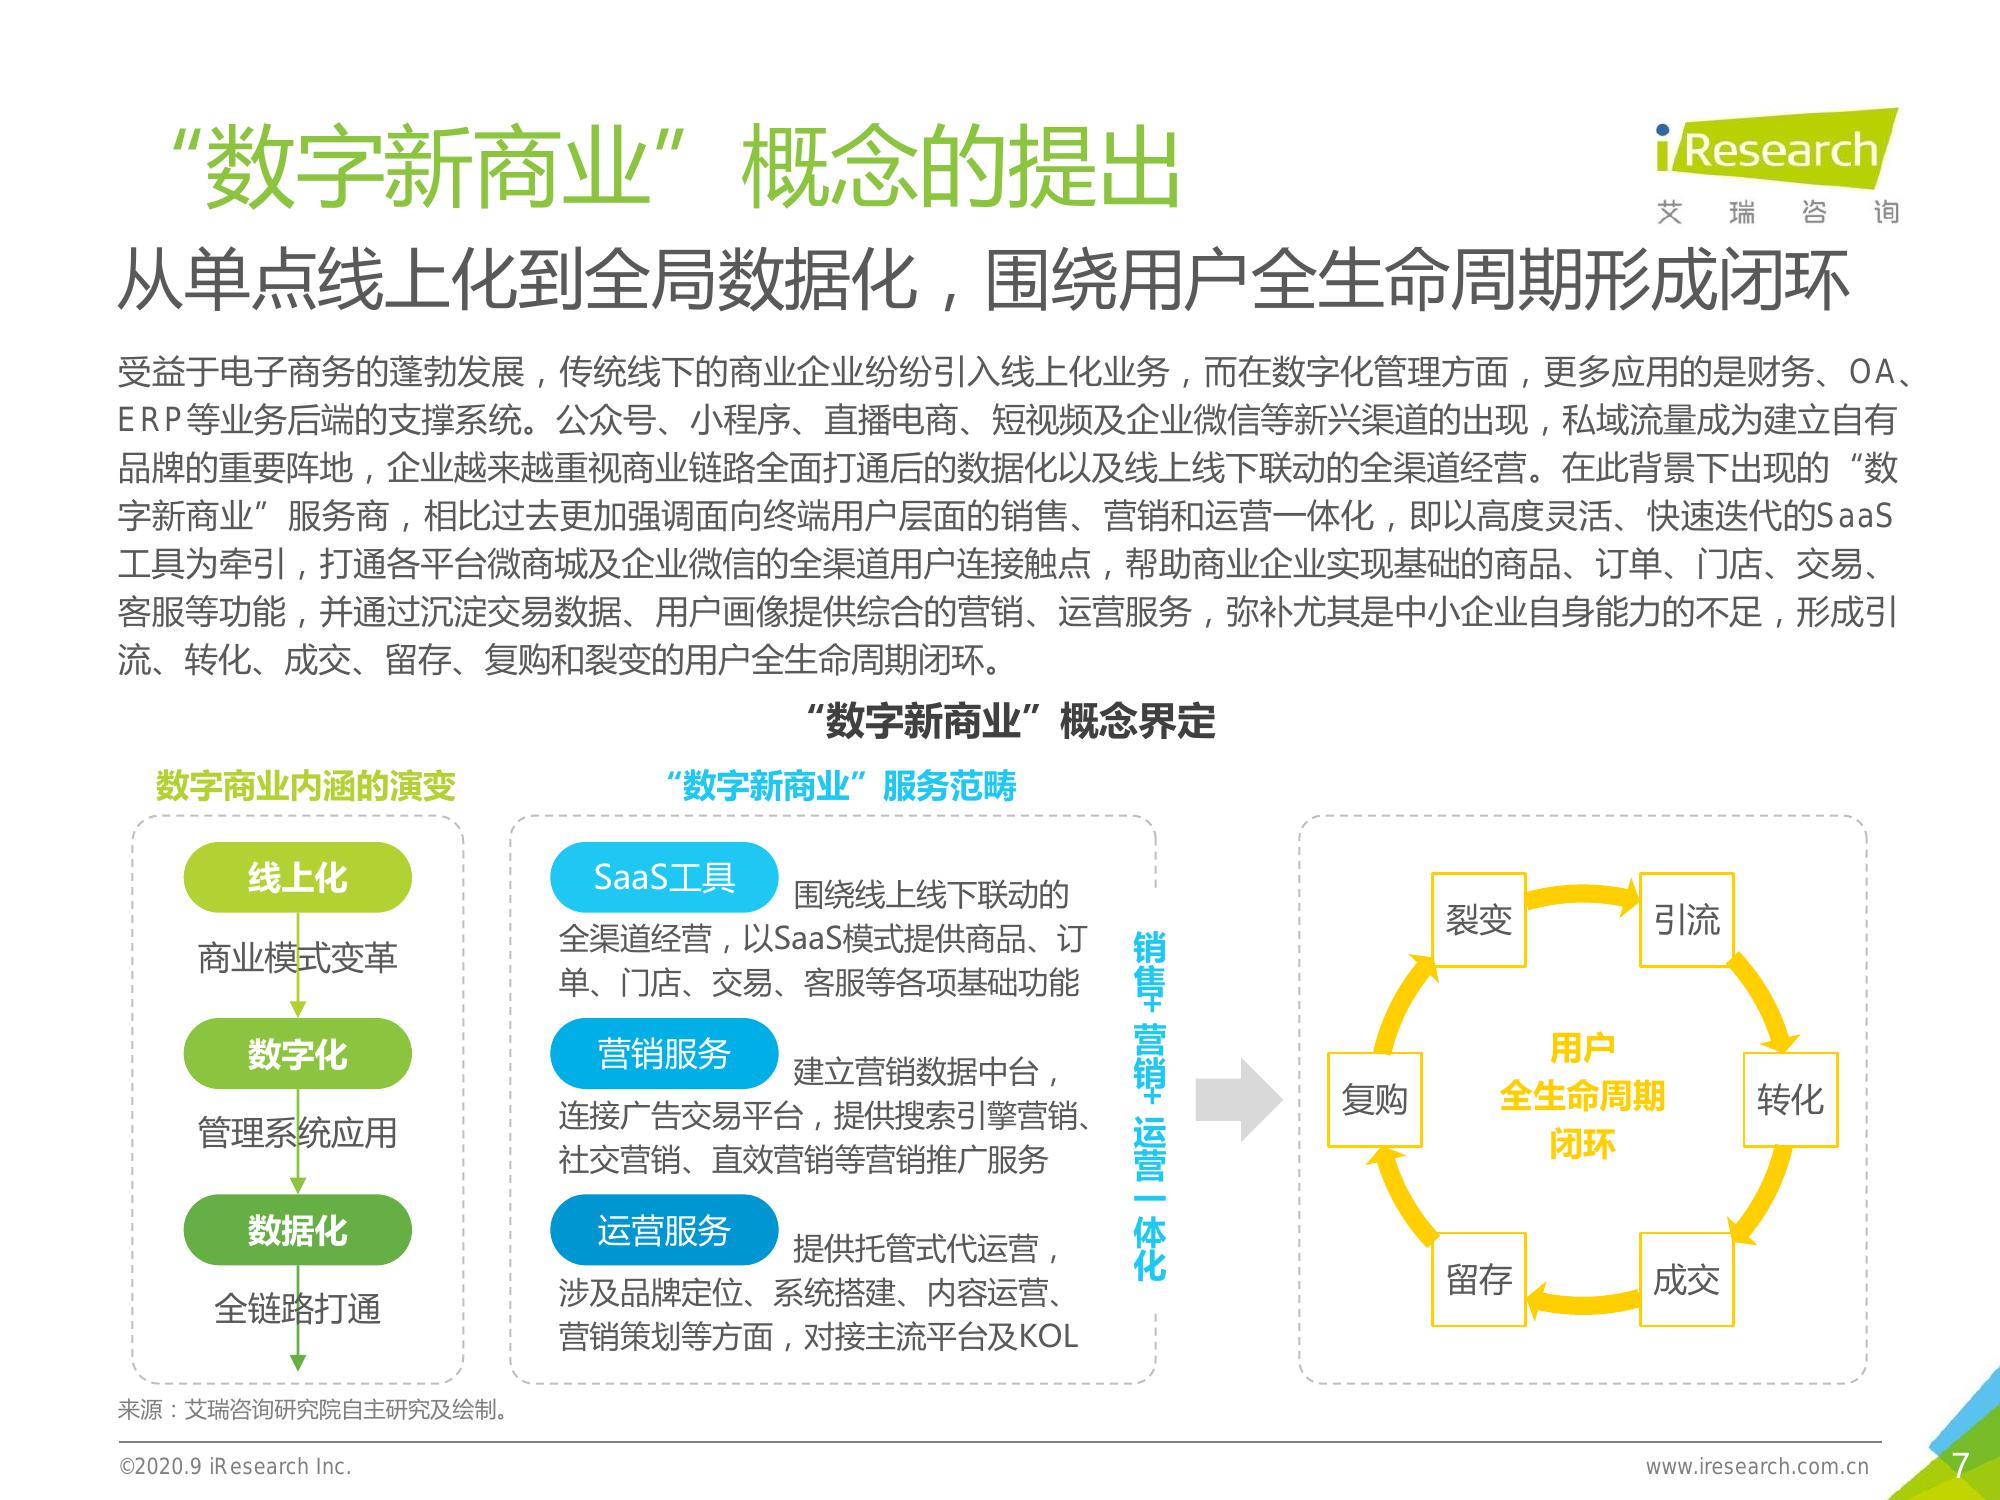 “数字新商业”概念的提出
iResearch
艾瑞咨询
从单点线上化到全局数据化，围绕用户全生命周期形成闭环
受益于电子商务的蓬勃发展，传统线下的商业企业纷纷引入线上化业务，而在数字化管理方面，更多应用的是财务、OA、
ERP等业务后端的支撑系统。公众号、小程序、直播电商、短视频及企业微信等新兴渠道的出现，私域流量成为建立自有
品牌的重要阵地，企业越来越重视商业链路全面打通后的数据化以及线上线下联动的全渠道经营。在此背景下出现的“数
字新商业”服务商，相比过去更加强调面向终端用户层面的销售、营销和运营一体化，即以高度灵活、快速迭代的SaaS
工具为牵引，打通各平台微商城及企业微信的全渠道用户连接触点，帮助商业企业实现基础的商品、订单、门店、交易、
客服等功能，并通过沉淀交易数据、用户画像提供综合的营销、运营服务，弥补尤其是中小企业自身能力的不足，形成引
流、转化、成交、留存、复购和裂变的用户全生命周期闭环。
“数字新商业”概念界定
数字商业内涵的演变
线上化
商业模式变革
数字化
管理系统应用
数据化
全链路打通
“数字新商业”服务范畴
SaaS工具
围绕线上线下联动的
全渠道经营，以SaaS模式提供商品、订
单、门店、交易、客服等各项基础功能
营销服务
建立营销数据中台，
连接广告交易平台，提供搜索引擎营销、
社交营销、直效营销等营销推广服务
运营服务
提供托管式代运营，
涉及品牌定位、系统搭建、内容运营、
营销策划等方面，对接主流平台及KOL
销售+营销+运营一体化
裂变
引流
复购
用户
全生命周期
闭环
转化
留存
成交
来源：艾瑞咨询研究院自主研究及绘制。
©2020.9 iResearch Inc.
www.iresearch.com.cn
7